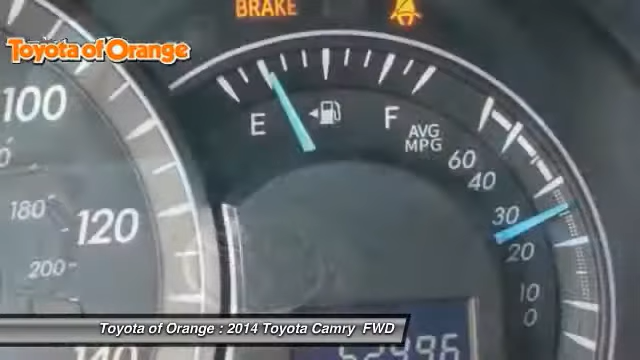 BRAKE
Toyota of Orange
100
E
F
AVG
MPG
60
40
180
120
30
20
200
10
0
Toyota of Orange : 2014 Toyota Camry FWD
140